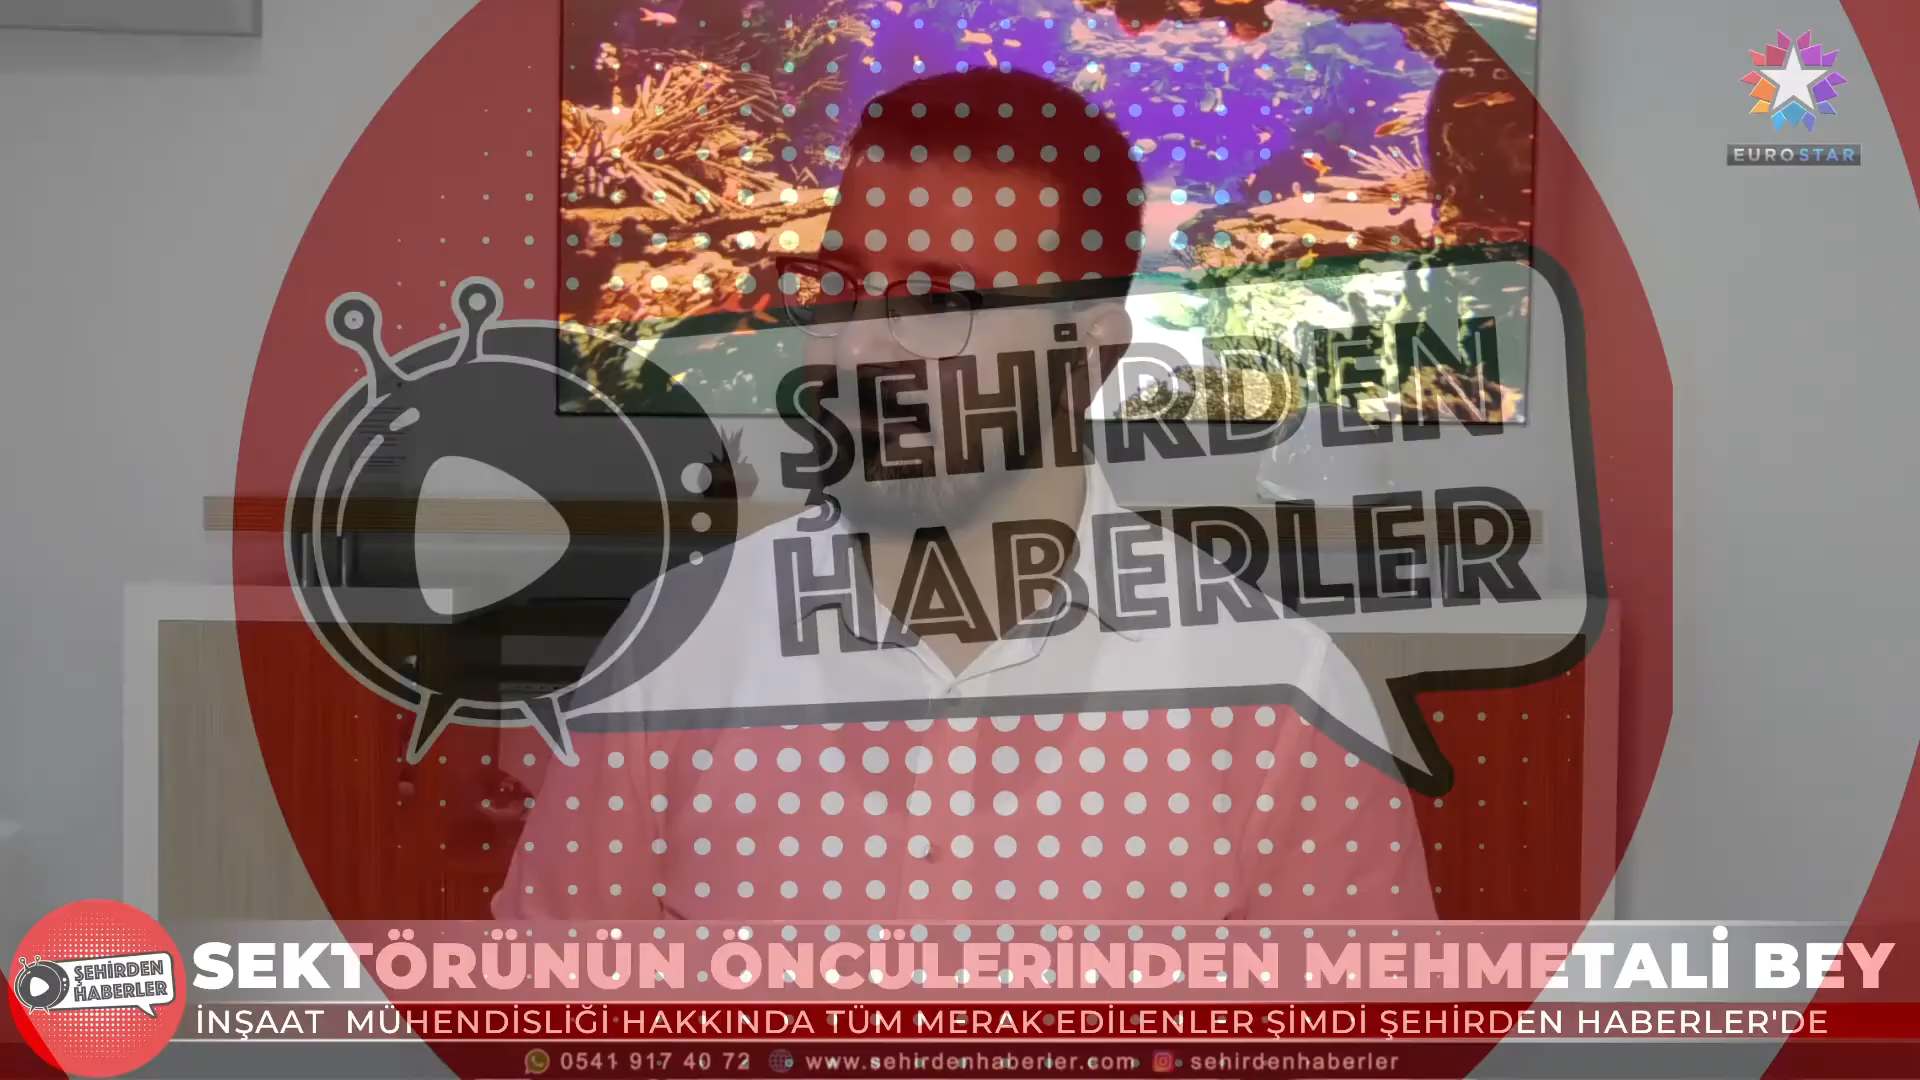 EUROSTAR
ŞEHİRDEN
HABERLER
ŞEHİRDEN
HABERLER
SEKTÖRÜNÜN ÖNCÜLERİNDEN MEHMETALİ BEY
İNŞAAT MÜHENDİSLİĞİ HAKKINDA TÜM MERAK EDİLENLER ŞİMDİ ŞEHİRDEN HABERLER'DE
0541 917 40 72 www.sehirdenhaberler.com sehirdenhaberler